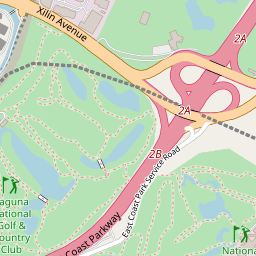 Xilin Avenue
2A
2A
2B
East Coast Park Service Road
Coast Parkway
aguna
National
Golf &
Country
Club
National